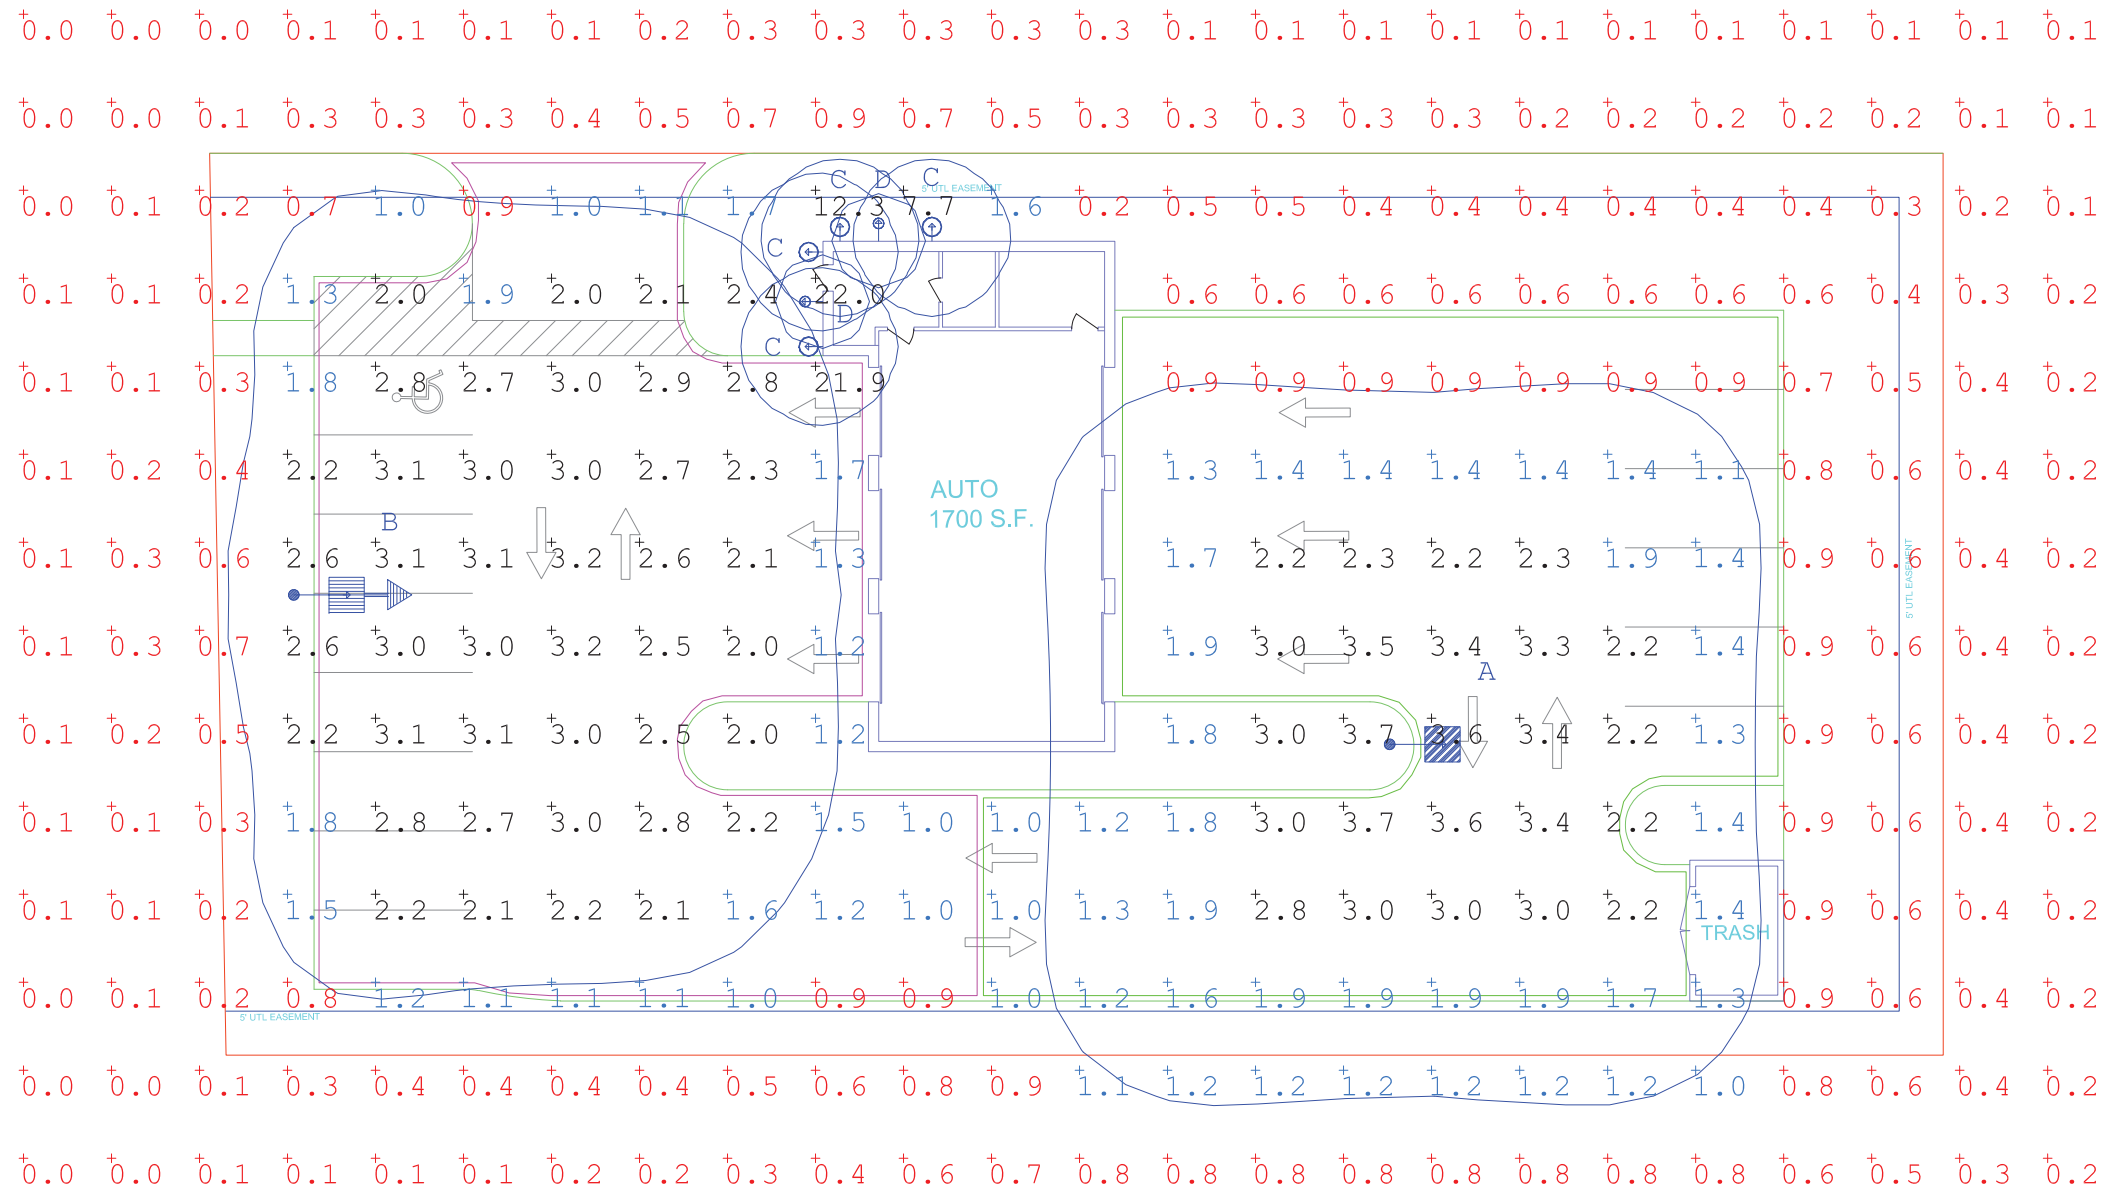 0.0 0.0 0.0 0.1 0.1 0.1 0.1 0.2 0.3 0.3 0.3 0.3 0.3 0.1 0.1 0.1 0.1 0.1 0.1 0.1 0.1 0.1 0.1 0.1
0.0 0.0 0.1 0.3 0.3 0.3 0.4 0.5 0.7 0.9 0.7 0.5 0.3 0.3 0.3 0.3 0.3 0.2 0.2 0.2 0.2 0.2 0.1 0.1
C D C
5' UTL EASEMENT
0.0 0.1 0.2 0.7 1.0 0.9 1.0 1.1 1.7 12.3 7.7 1.6 0.2 0.5 0.5 0.4 0.4 0.4 0.4 0.4 0.4 0.3 0.2 0.1
C
0.1 0.1 0.2 1.3 2.0 1.9 2.0 2.1 2.4 22.0 0.6 0.6 0.6 0.6 0.6 0.6 0.6 0.6 0.4 0.3 0.2
D
C
0.1 0.1 0.3 1.8 2.8 2.7 3.0 2.9 2.8 21.9 0.9 0.9 0.9 0.9 0.9 0.9 0.9 0.7 0.5 0.4 0.2
0.1 0.2 0.4 2.2 3.1 3.0 3.0 2.7 2.3 1.7 1.3 1.4 1.4 1.4 1.4 1.4 1.1 0.8 0.6 0.4 0.2
AUTO
1700 S.F.
B
0.1 0.3 0.6 2.6 3.1 3.1 3.2 2.6 2.1 1.3 1.7 2.2 2.3 2.2 2.3 1.9 1.4 0.9 0.6 0.4 0.2
5' UTL EASEMENT
0.1 0.3 0.7 2.6 3.0 3.0 3.2 2.5 2.0 1.2 1.9 3.0 3.5 3.4 3.3 2.2 1.4 0.9 0.6 0.4 0.2
A
0.1 0.2 0.5 2.2 3.1 3.1 3.0 2.5 2.0 1.2 1.8 3.0 3.7 3.6 3.4 2.2 1.3 0.9 0.6 0.4 0.2
0.1 0.1 0.3 1.8 2.8 2.7 3.0 2.8 2.2 1.5 1.0 1.0 1.2 1.8 3.0 3.7 3.6 3.4 2.2 1.4 0.9 0.6 0.4 0.2
0.1 0.1 0.2 1.5 2.2 2.1 2.2 2.1 1.6 1.2 1.0 1.0 1.3 1.9 2.8 3.0 3.0 3.0 2.2 1.4 0.9 0.6 0.4 0.2
TRASH
0.0 0.1 0.2 0.8 1.2 1.1 1.1 1.1 1.0 0.9 0.9 1.0 1.2 1.6 1.9 1.9 1.9 1.9 1.7 1.3 0.9 0.6 0.4 0.2
5' UTL EASEMENT
0.0 0.0 0.1 0.3 0.4 0.4 0.4 0.4 0.5 0.6 0.8 0.9 1.1 1.2 1.2 1.2 1.2 1.2 1.2 1.0 0.8 0.6 0.4 0.2
0.0 0.0 0.1 0.1 0.1 0.1 0.2 0.2 0.3 0.4 0.6 0.7 0.8 0.8 0.8 0.8 0.8 0.8 0.8 0.8 0.6 0.5 0.3 0.2